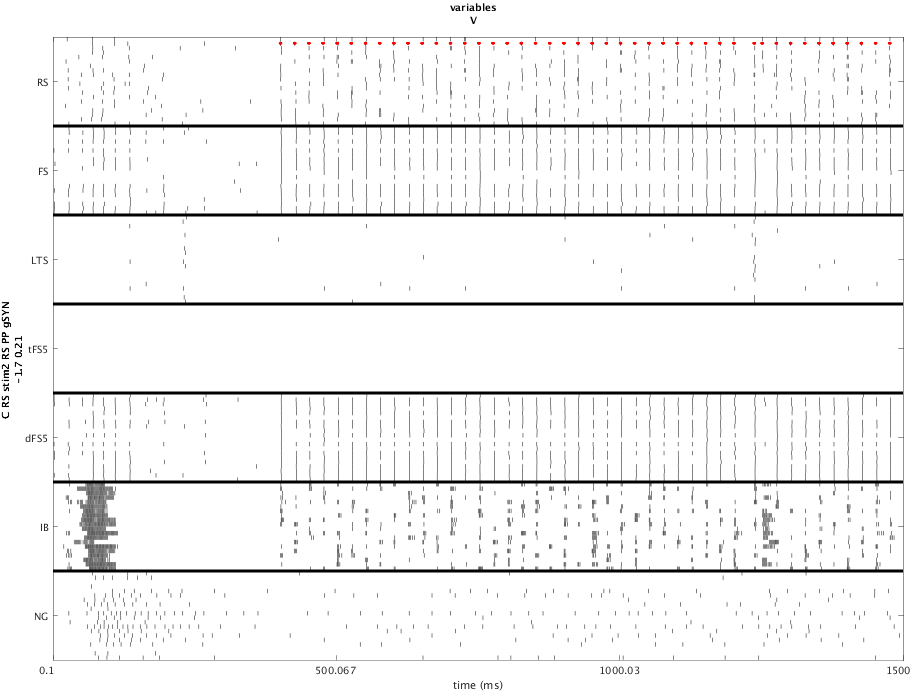 variables
V
RS
FS
LTS
tFS5
dFS5
IB
NG
C RS stim2 RS PP gSYN
-1.7 0.21
0.1
500.067
1000.03
1500
time (ms)